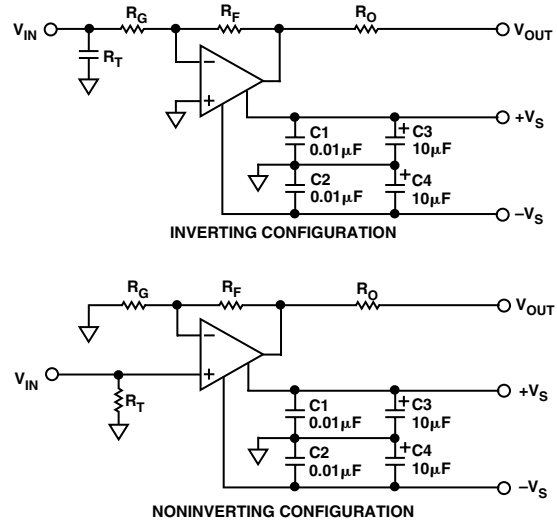 RG RF RO
VIN VOUT
RT
− +
+VS
C1 +C3
0.01µF 10µF
C2 +C4
0.01µF 10µF
−VS
INVERTING CONFIGURATION
RG RF RO
VOUT
−
VIN +
RT
+VS
C1 +C3
0.01µF 10µF
C2 +C4
0.01µF 10µF
−VS
NONINVERTING CONFIGURATION